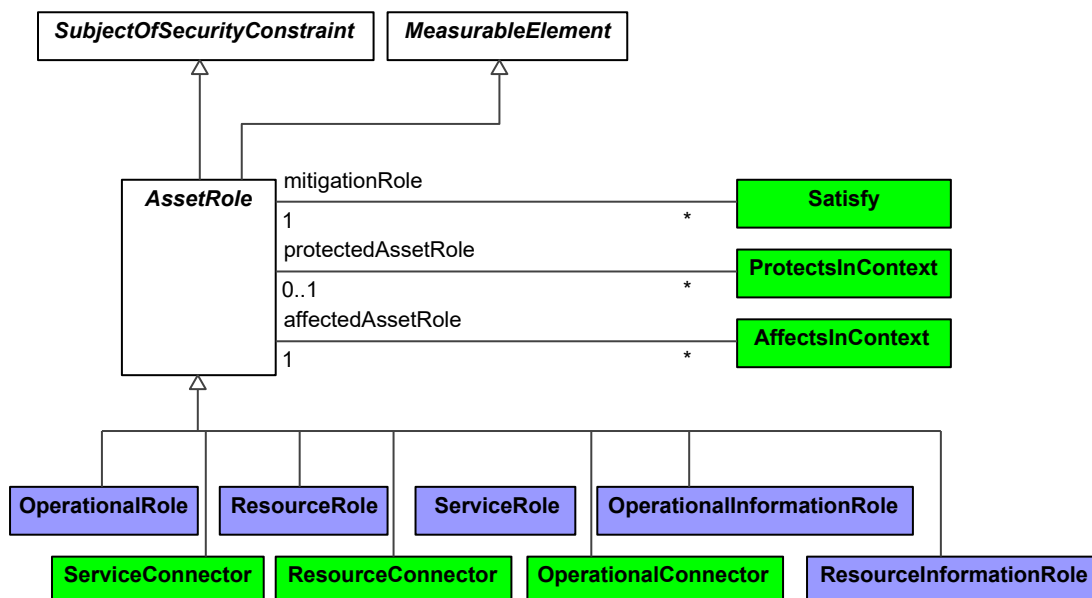 SubjectOfSecurityConstraint
MeasurableElement
AssetRole
mitigationRole
1
*
Satisfy
protectedAssetRole
0..1
*
ProtectsInContext
affectedAssetRole
1
*
AffectsInContext
OperationalRole
ResourceRole
ServiceRole
OperationalInformationRole
ServiceConnector
ResourceConnector
OperationalConnector
ResourceInformationRole